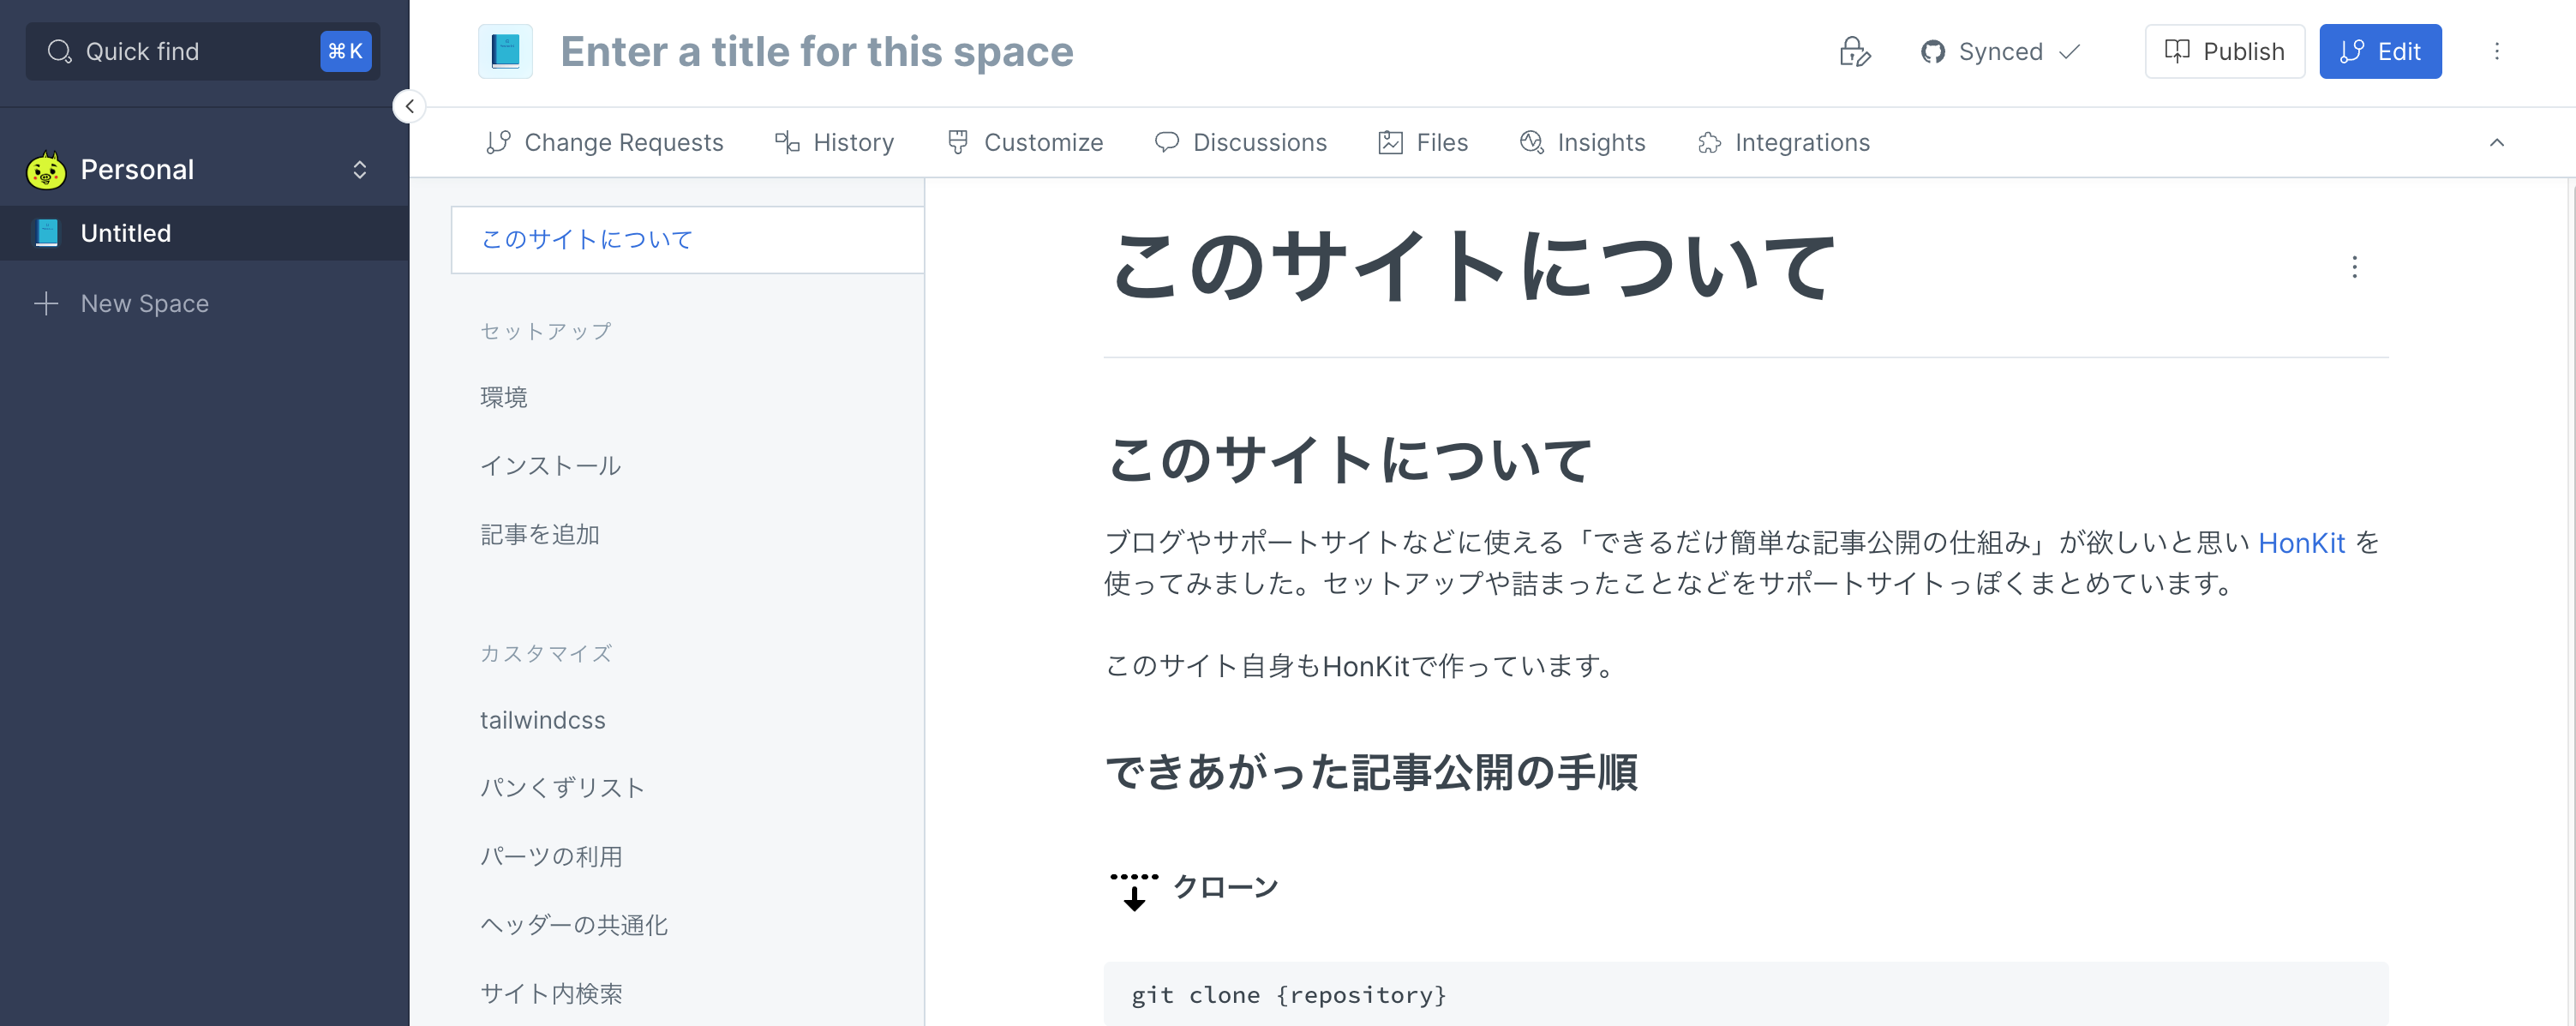 Quick find
⌘K
Personal
Untitled
New Space
Enter a title for this space
Synced
Publish
Edit
Change Requests
History
Customize
Discussions
Files
Insights
Integrations
このサイトについて
セットアップ
環境
インストール
記事を追加
カスタマイズ
tailwindcss
パンくずリスト
パーツの利用
ヘッダーの共通化
サイト内検索
このサイトについて
このサイトについて
ブログやサポートサイトなどに使える「できるだけ簡単な記事公開の仕組み」が欲しいと思い HonKit を
使ってみました。セットアップや詰まったことなどをサポートサイトっぽくまとめています。
このサイト自身もHonKitで作っています。
できあがった記事公開の手順
クローン
git clone {repository}